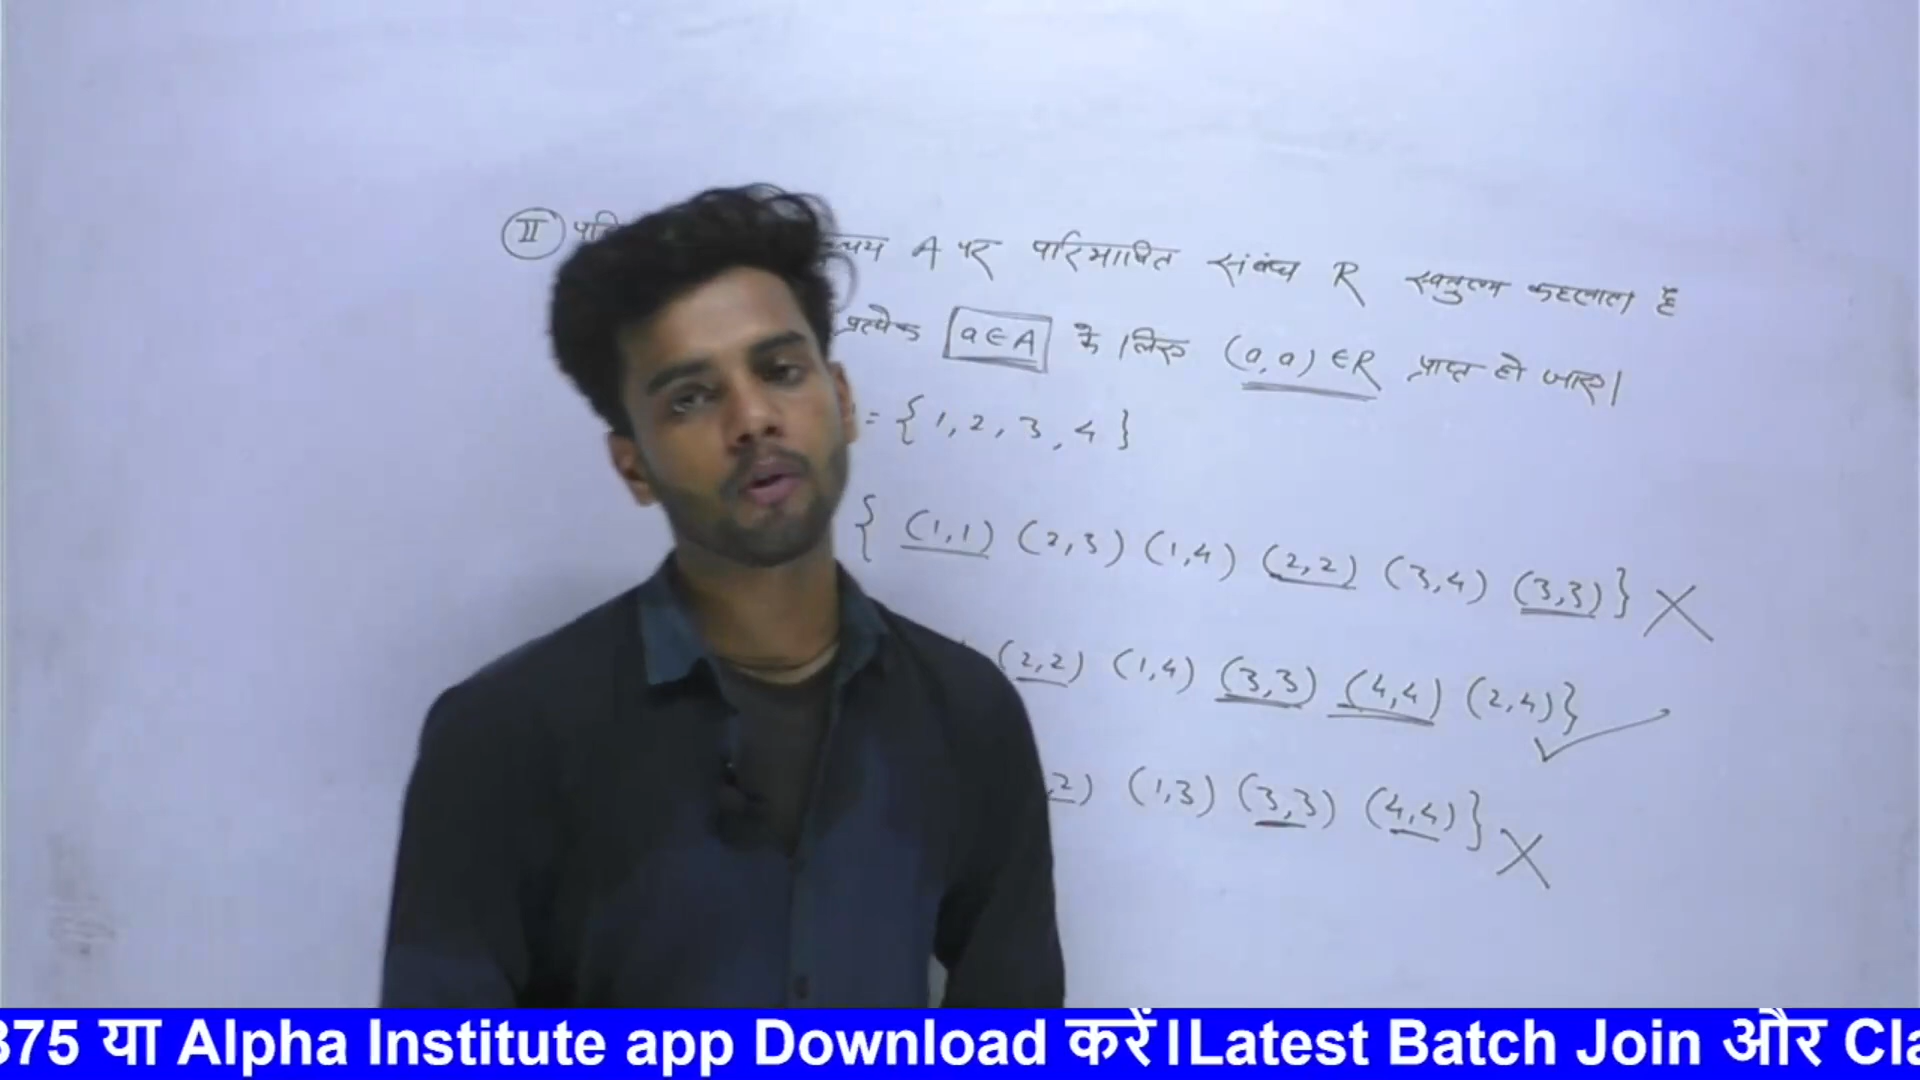 II समुच्चय A पर परिभाषित संबंध R स्वतुल्य कहलाता है
प्रत्येक a∈A के लिए (a,a) ∈R प्राप्त हो जाए।
= { 1, 2, 3, 4 }
{ (1,1) (2,3) (1,4) (2,2) (3,4) (3,3) } X
(2,2) (1,4) (3,3) (4,4) (2,4)} ✓
2) (1,3) (3,3) (4,4) } X
375 या Alpha Institute app Download करें।Latest Batch Join और Cla